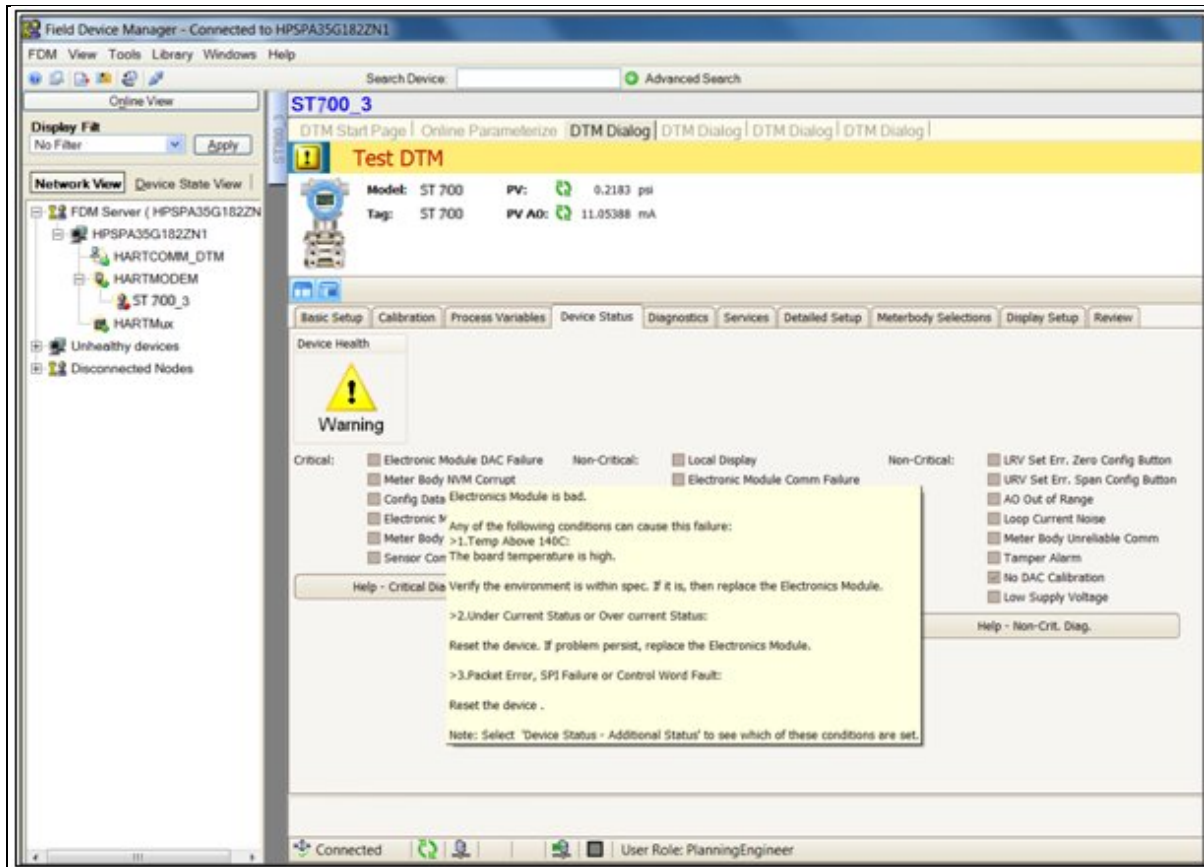 Field Device Manager - Connected to HPSPA35G182ZN1
FDM View Tools Library Windows Help
Search Device: Advanced Search
Online View
ST700_3
ST700_3
Display Filt
No Filter Apply
DTM Start Page Online Parameterize DTM Dialog DTM Dialog DTM Dialog DTM Dialog
Test DTM
Network View Device State View
Model: ST 700 PV: 0.2183 psi
Tag: ST 700 PV AO: 11.05388 mA
FDM Server ( HPSPA35G182ZN
HPSPA35G182ZN1
HARTCOMM_DTM
HARTMODEM
ST 700_3
HARTMux
Unhealthy devices
Disconnected Nodes
Basic Setup Calibration Process Variables Device Status Diagnostics Services Detailed Setup Meterbody Selections Display Setup Review
Device Health
Warning
Critical: Electronic Module DAC Failure Non-Critical: Local Display Non-Critical: LRV Set Err. Zero Config Button
Meter Body NVM Corrupt Electronic Module Comm Failure URV Set Err. Span Config Button
Config Data AO Out of Range
Electronic M Loop Current Noise
Meter Body Meter Body Unreliable Comm
Sensor Com Tamper Alarm
No DAC Calibration
Low Supply Voltage
Help - Critical Dia Help - Non-Crit. Diag.
Electronics Module is bad.
Any of the following conditions can cause this failure:
>1.Temp Above 140C:
The board temperature is high.
Verify the environment is within spec. If it is, then replace the Electronics Module.
>2.Under Current Status or Over current Status:
Reset the device. If problem persist, replace the Electronics Module.
>3.Packet Error, SPI Failure or Control Word Fault:
Reset the device .
Note: Select 'Device Status - Additional Status' to see which of these conditions are set.
Connected User Role: PlanningEngineer